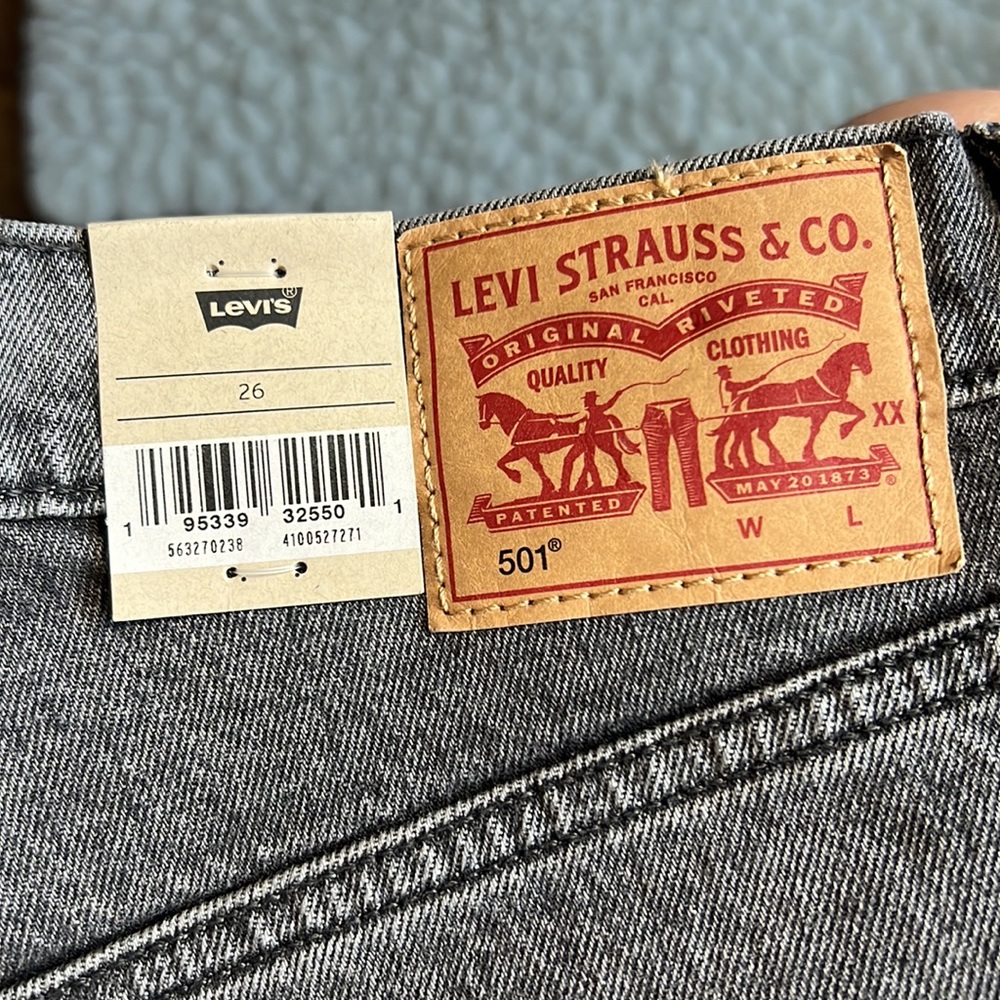 LEVI'S®
26
1 95339 32550 1
563270238 4100527271
LEVI STRAUSS & CO.
SAN FRANCISCO
CAL.
ORIGINAL RIVETED
QUALITY CLOTHING
XX
PATENTED MAY 20 1873 ®
W L
501®